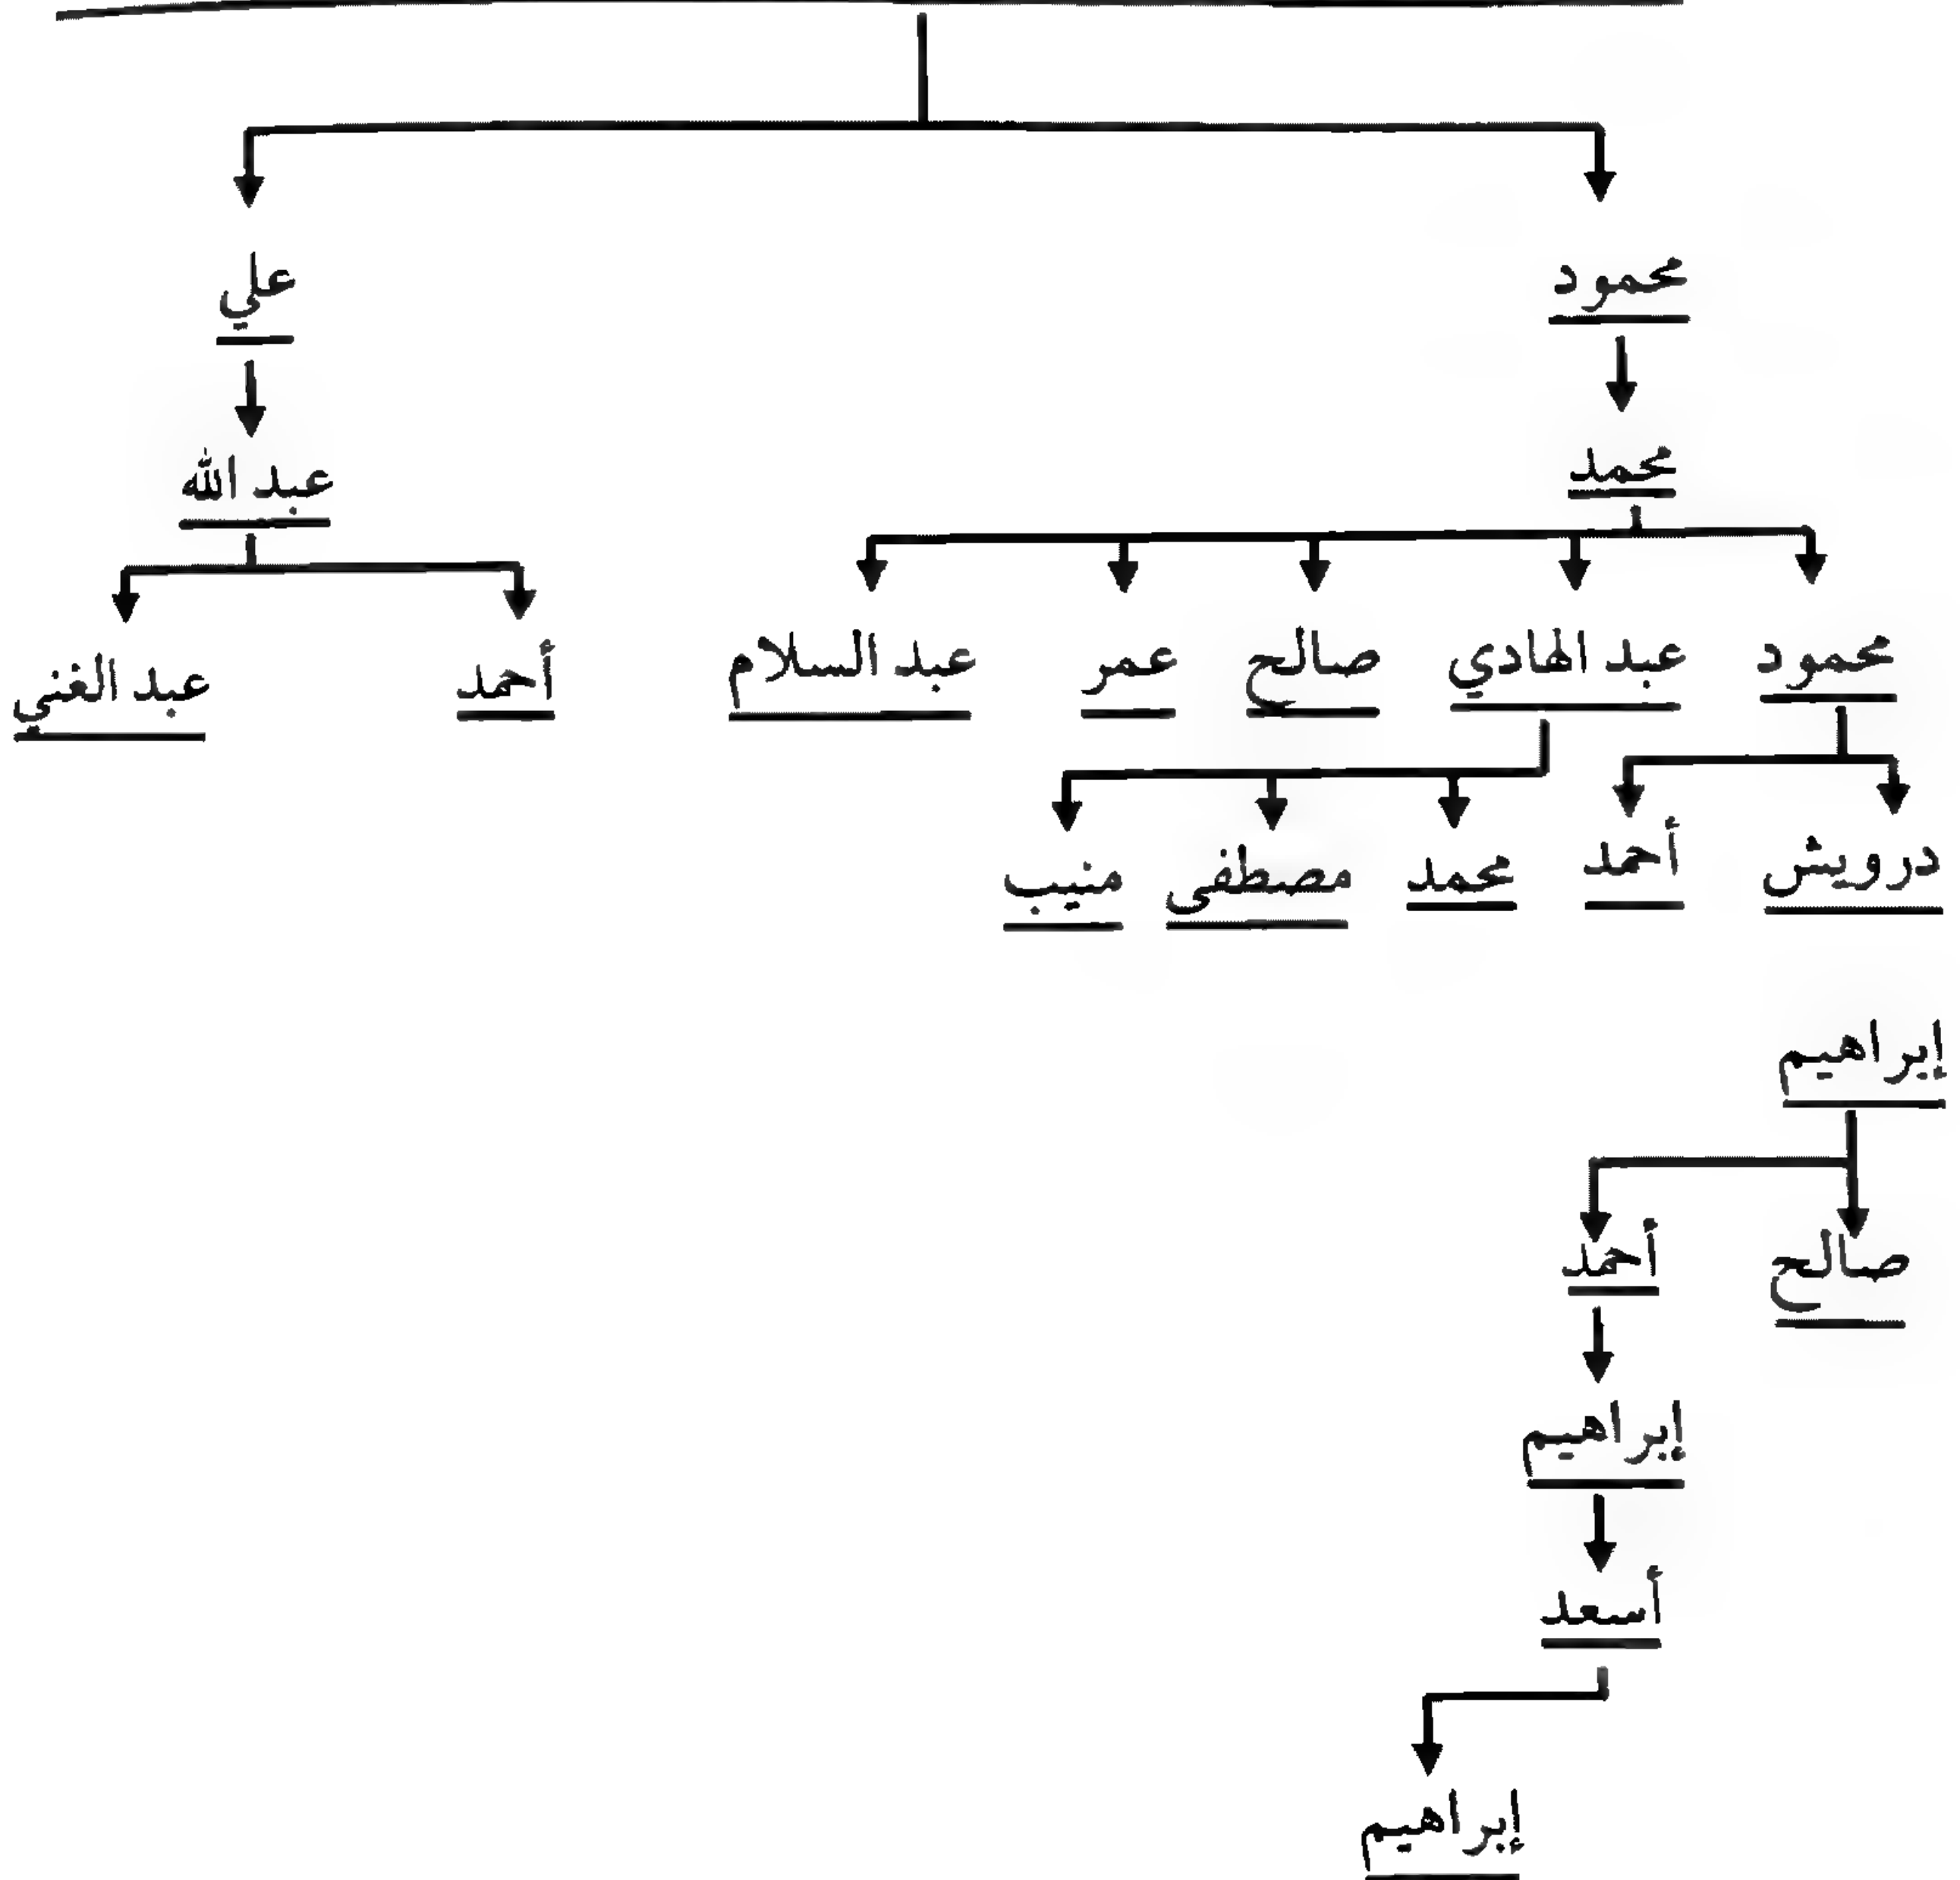 محمود علي
محمد عبد الله
محمود عبد الهادي صالح عمر عبد السلام أحمد عبد الغني
درويش أحمد محمد مصطفى منيب
إبراهيم
صالح أحمد
إبراهيم
أسعد
إبراهيم